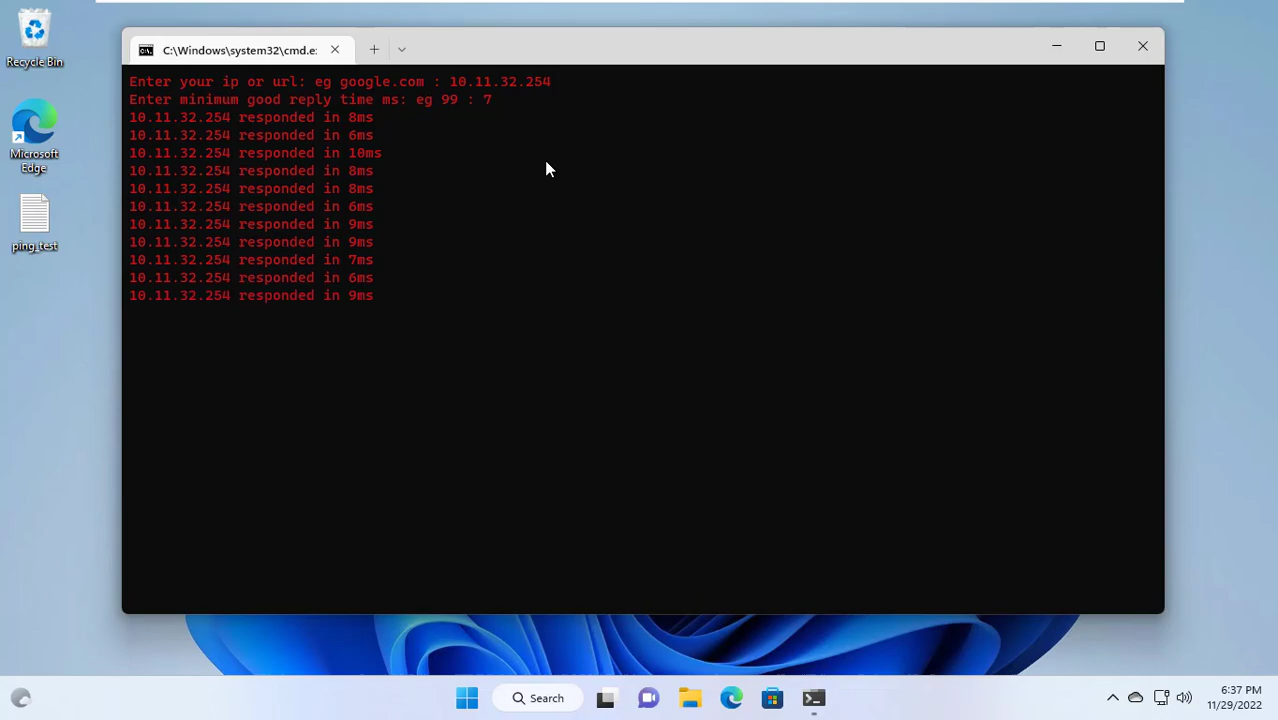 Recycle Bin
Microsoft
Edge
ping_test
C:\Windows\system32\cmd.e:
Enter your ip or url: eg google.com : 10.11.32.254
Enter minimum good reply time ms: eg 99 : 7
10.11.32.254 responded in 8ms
10.11.32.254 responded in 6ms
10.11.32.254 responded in 10ms
10.11.32.254 responded in 8ms
10.11.32.254 responded in 8ms
10.11.32.254 responded in 6ms
10.11.32.254 responded in 9ms
10.11.32.254 responded in 9ms
10.11.32.254 responded in 7ms
10.11.32.254 responded in 6ms
10.11.32.254 responded in 9ms
Search
6:37 PM
11/29/2022